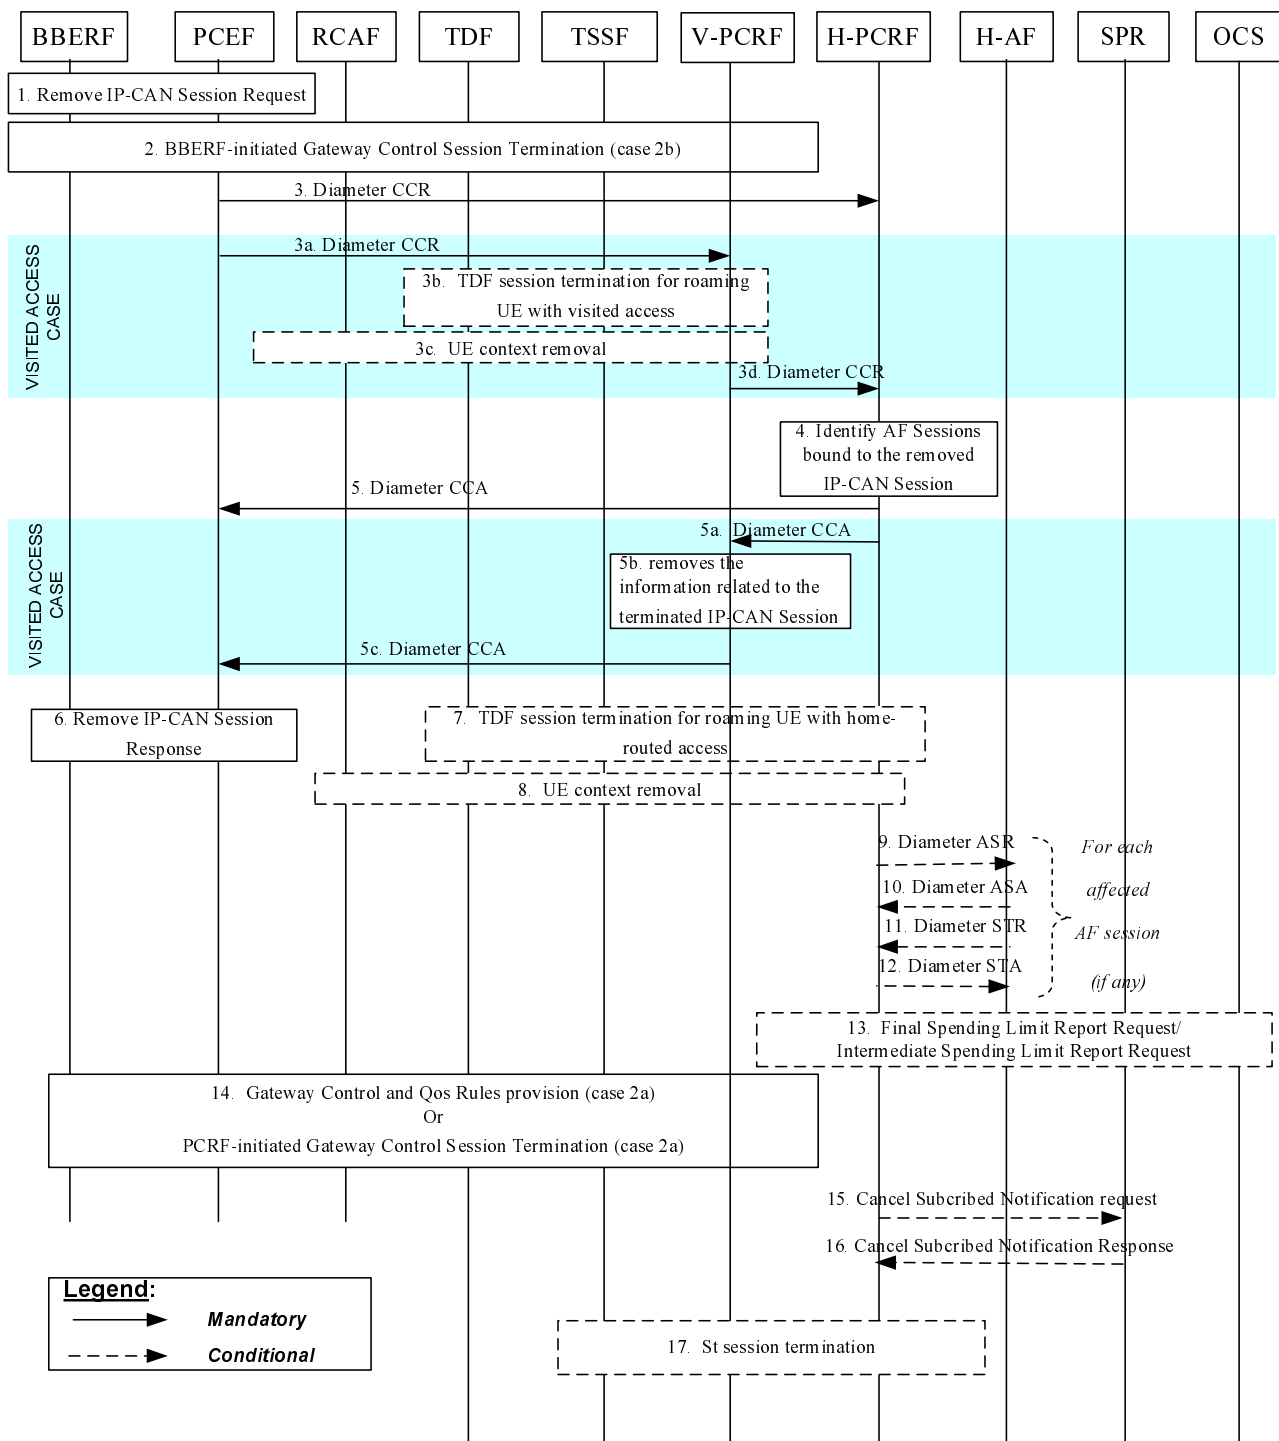 BBERF PCEF RCAF TDF TSSF V-PCRF H-PCRF H-AF SPR OCS
1. Remove IP-CAN Session Request
2. BBERF-initiated Gateway Control Session Termination (case 2b)
3. Diameter CCR
VISITED ACCESS
CASE
3a. Diameter CCR
3b. TDF session termination for roaming
UE with visited access
3c. UE context removal
3d. Diameter CCR
4. Identify AF Sessions
bound to the removed
IP-CAN Session
5. Diameter CCA
VISITED ACCESS
CASE
5a. Diameter CCA
5b. removes the
information related to the
terminated IP-CAN Session
5c. Diameter CCA
6. Remove IP-CAN Session
Response
7. TDF session termination for roaming UE with home-
routed access
8. UE context removal
9. Diameter ASR
10. Diameter ASA
11. Diameter STR
12. Diameter STA
For each
affected
AF session
(if any)
13. Final Spending Limit Report Request/
Intermediate Spending Limit Report Request
14. Gateway Control and Qos Rules provision (case 2a)
Or
PCRF-initiated Gateway Control Session Termination (case 2a)
15. Cancel Subcribed Notification request
16. Cancel Subcribed Notification Response
Legend:
Mandatory
Conditional
17. St session termination